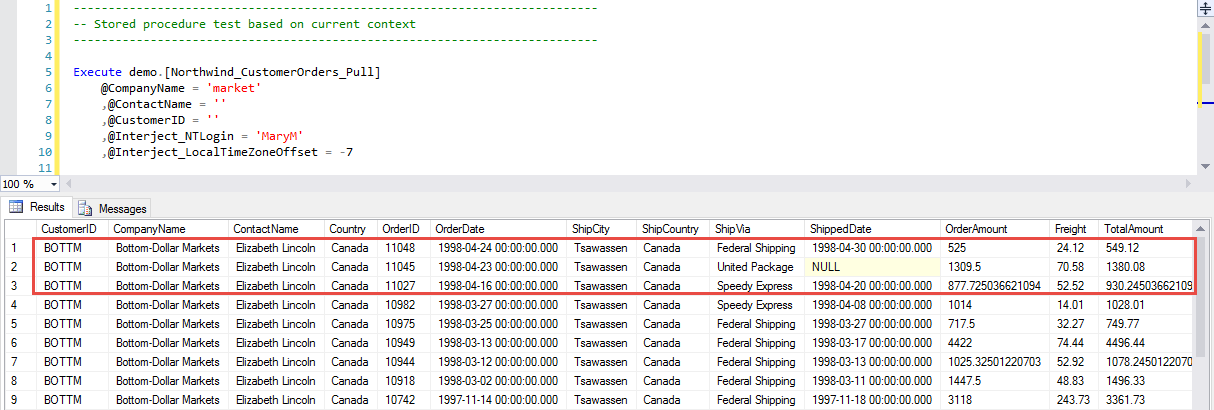 1 ----------------------------------------------------------------------
2 -- Stored procedure test based on current context
3 ----------------------------------------------------------------------
4
5 Execute demo.[Northwind_CustomerOrders_Pull]
6 @CompanyName = 'market'
7 ,@ContactName = ''
8 ,@CustomerID = ''
9 ,@Interject_NTLogin = 'MaryM'
10 ,@Interject_LocalTimeZoneOffset = -7
11
100 %
Results Messages
CustomerID CompanyName ContactName Country OrderID OrderDate ShipCity ShipCountry ShipVia ShippedDate OrderAmount Freight TotalAmount
1 BOTTM Bottom-Dollar Markets Elizabeth Lincoln Canada 11048 1998-04-24 00:00:00.000 Tsawassen Canada Federal Shipping 1998-04-30 00:00:00.000 525 24.12 549.12
2 BOTTM Bottom-Dollar Markets Elizabeth Lincoln Canada 11045 1998-04-23 00:00:00.000 Tsawassen Canada United Package NULL 1309.5 70.58 1380.08
3 BOTTM Bottom-Dollar Markets Elizabeth Lincoln Canada 11027 1998-04-16 00:00:00.000 Tsawassen Canada Speedy Express 1998-04-20 00:00:00.000 877.725036621094 52.52 930.24503662109
4 BOTTM Bottom-Dollar Markets Elizabeth Lincoln Canada 10982 1998-03-27 00:00:00.000 Tsawassen Canada Speedy Express 1998-04-08 00:00:00.000 1014 14.01 1028.01
5 BOTTM Bottom-Dollar Markets Elizabeth Lincoln Canada 10975 1998-03-25 00:00:00.000 Tsawassen Canada Federal Shipping 1998-03-27 00:00:00.000 717.5 32.27 749.77
6 BOTTM Bottom-Dollar Markets Elizabeth Lincoln Canada 10949 1998-03-13 00:00:00.000 Tsawassen Canada Federal Shipping 1998-03-17 00:00:00.000 4422 74.44 4496.44
7 BOTTM Bottom-Dollar Markets Elizabeth Lincoln Canada 10944 1998-03-12 00:00:00.000 Tsawassen Canada Federal Shipping 1998-03-13 00:00:00.000 1025.32501220703 52.92 1078.2450122070
8 BOTTM Bottom-Dollar Markets Elizabeth Lincoln Canada 10918 1998-03-02 00:00:00.000 Tsawassen Canada Federal Shipping 1998-03-11 00:00:00.000 1447.5 48.83 1496.33
9 BOTTM Bottom-Dollar Markets Elizabeth Lincoln Canada 10742 1997-11-14 00:00:00.000 Tsawassen Canada Federal Shipping 1997-11-18 00:00:00.000 3118 243.73 3361.73